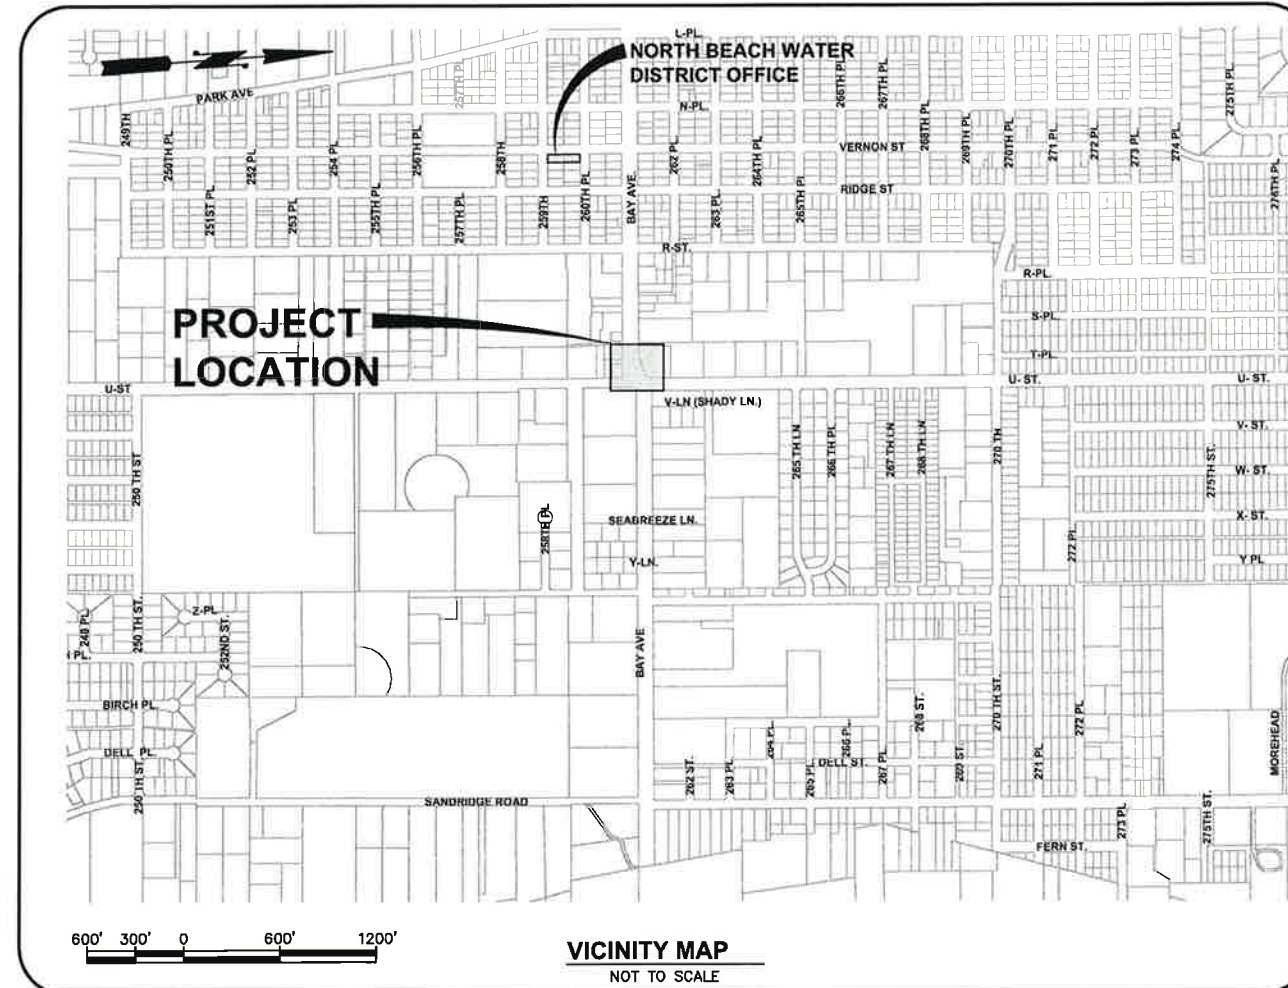 L-PL.
NORTH BEACH WATER
DISTRICT OFFICE
PARK AVE
257TH PL
266TH PL
267TH PL
275TH PL
N-PL.
249TH
250TH PL
252 PL
254 PL
256TH PL
258TH
262 PL
264TH PL
VERNON ST
268TH PL
269TH PL
270TH PL
271 PL
272 PL
273 PL
274 PL.
RIDGE ST
276TH PL
251ST PL
253 PL
255TH PL
257TH PL
259TH
260TH PL
BAY AVE.
263 PL.
265TH Pl
R-ST.
R-PL.
PROJECT
LOCATION
S-PL.
T-PL.
U-ST
U- ST.
U- ST.
V-LN (SHADY LN.)
V- ST.
250 TH ST
265 TH LN
266 TH PL
267 TH LN
268 TH LN
270 TH
W- ST.
275TH ST.
258TH PL
SEABREEZE LN.
X- ST.
272 PL
Y-LN.
Y PL
248 PL
250 TH ST.
Z-PL.
252ND ST.
BAY AVE
PL.
BIRCH PL.
268 ST.
270 TH ST.
272 PL
MOREHEAD
DELL PL.
250 TH ST.
262 ST.
263 PL
264 PL
265 PL
266 PL
DELL ST.
267 PL
269 ST.
271 PL
SANDRIDGE ROAD
273 PL
275TH ST.
FERN ST.
600' 300' 0 600' 1200'
VICINITY MAP
NOT TO SCALE